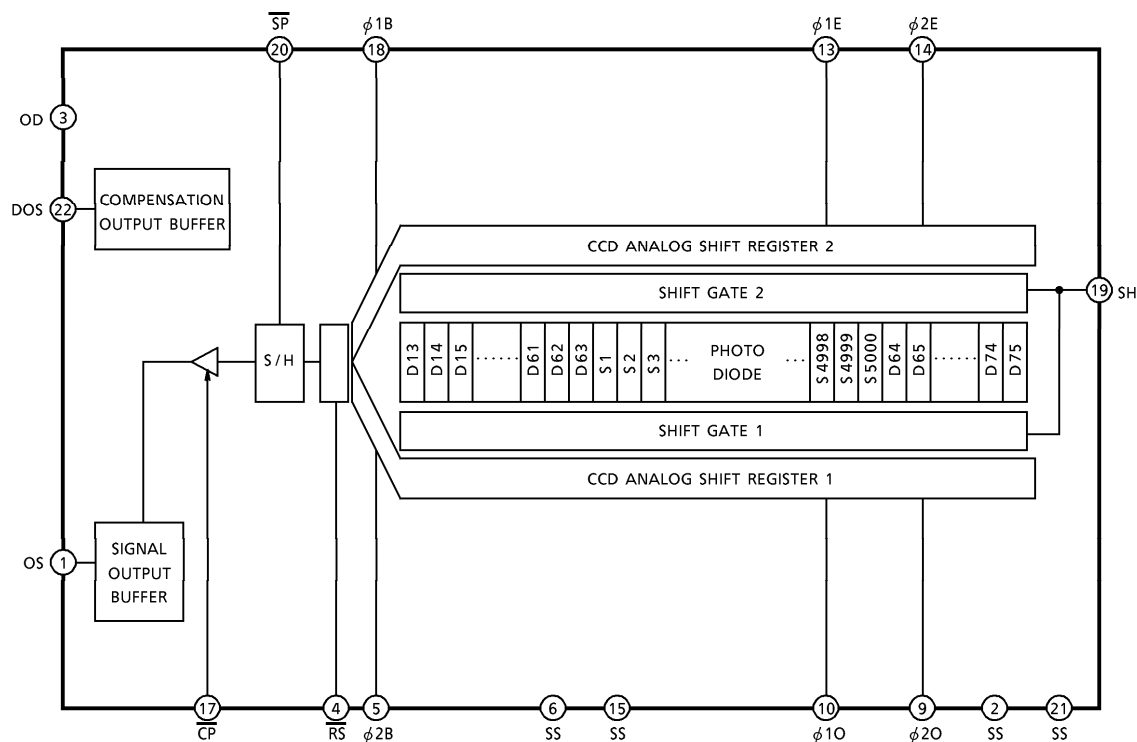 SP φ1B φ1E φ2E
20 18 13 14
OD 3
DOS 22
COMPENSATION
OUTPUT BUFFER
CCD ANALOG SHIFT REGISTER 2
SHIFT GATE 2
19 SH
S/H
D13 D14 D15 ...... D61 D62 D63 S1 S2 S3 ... PHOTO DIODE ... S4998 S4999 S5000 D64 D65 ...... D74 D75
SHIFT GATE 1
CCD ANALOG SHIFT REGISTER 1
OS 1
SIGNAL
OUTPUT
BUFFER
17 4 5 6 15 10 9 2 21
CP RS φ2B SS SS φ1O φ2O SS SS